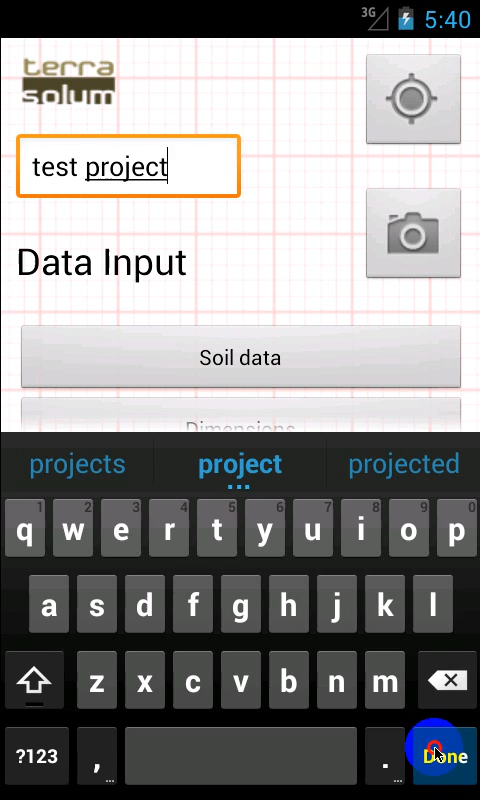 3G 5:40
terra
solum
test project
Data Input
Soil data
Dimensions
projects project projected
1 2 3 4 5 6 7 8 9 0
q w e r t y u i o p
a s d f g h j k l
z x c v b n m
?123 , ... . ... Done